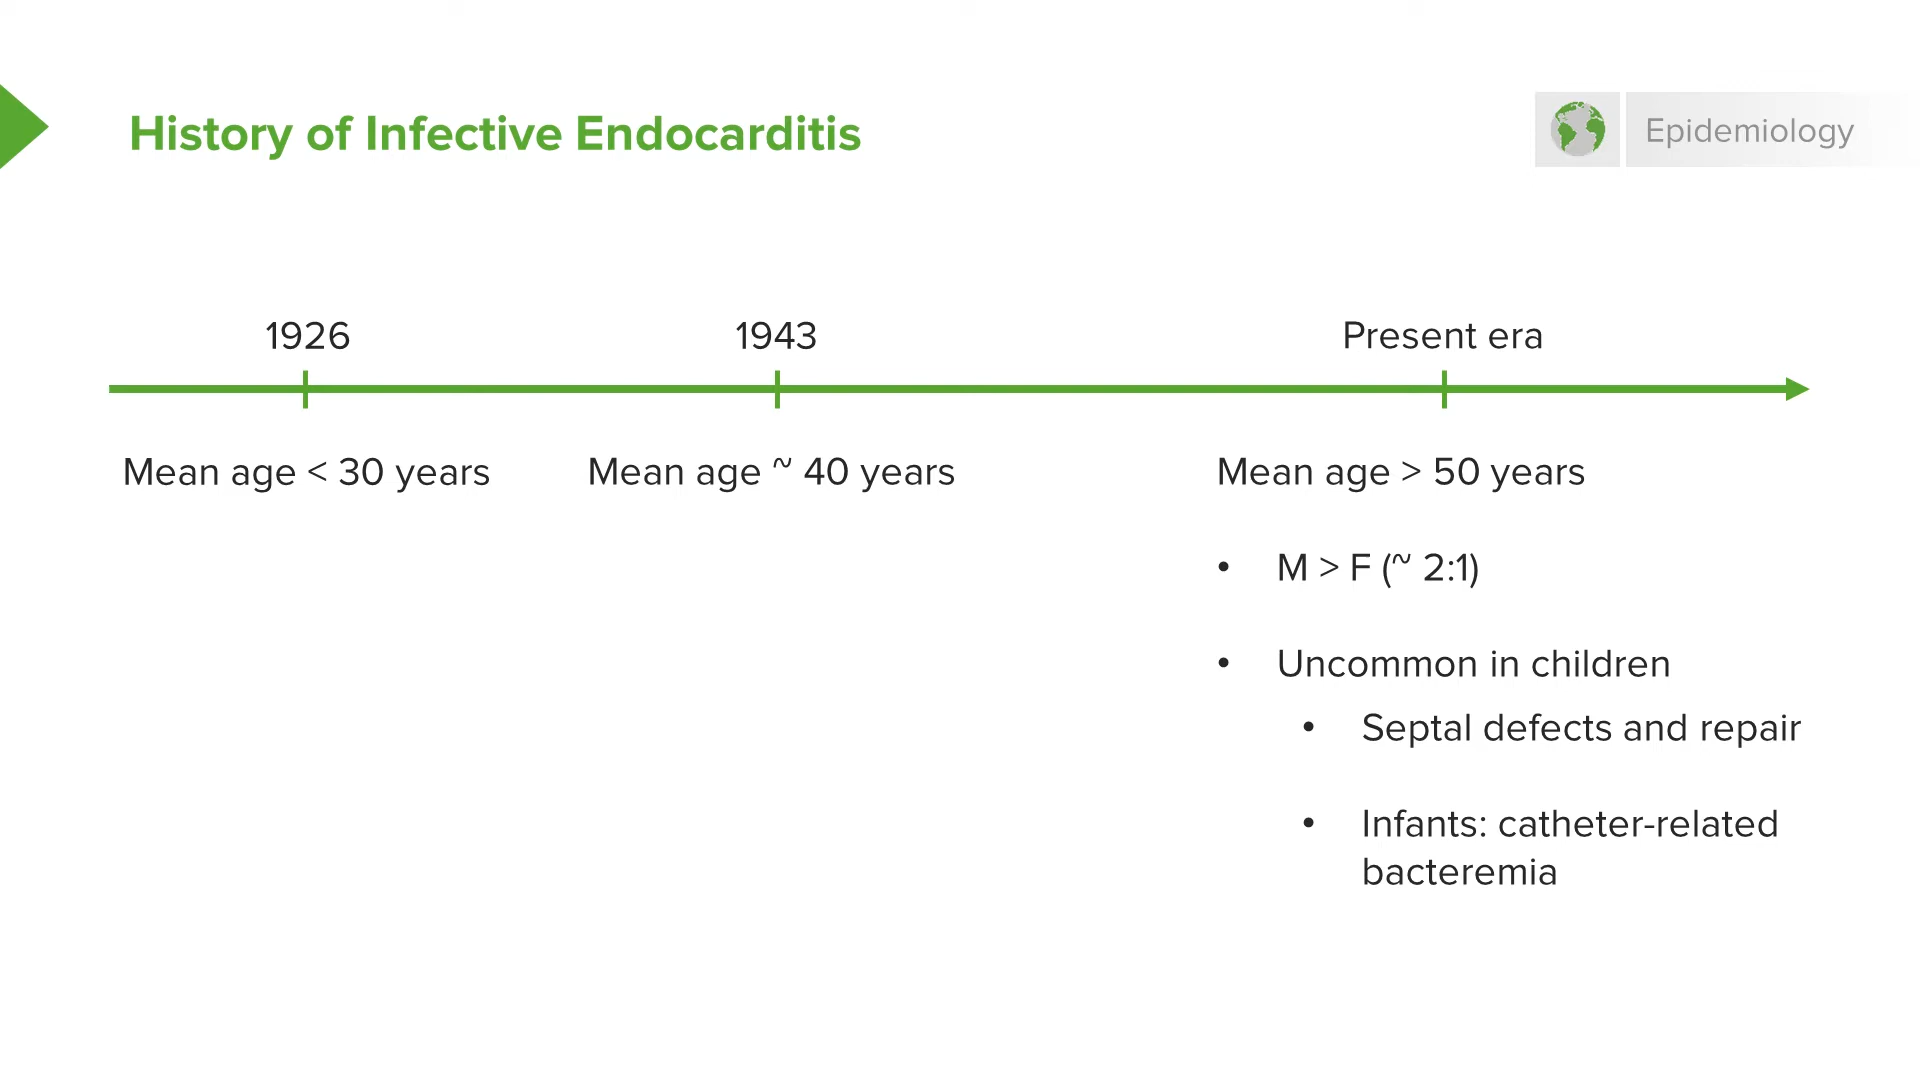 History of Infective Endocarditis
Epidemiology
1926
1943
Present era
Mean age < 30 years
Mean age ~ 40 years
Mean age > 50 years
• M > F (~ 2:1)
• Uncommon in children
• Septal defects and repair
• Infants: catheter-related
bacteremia